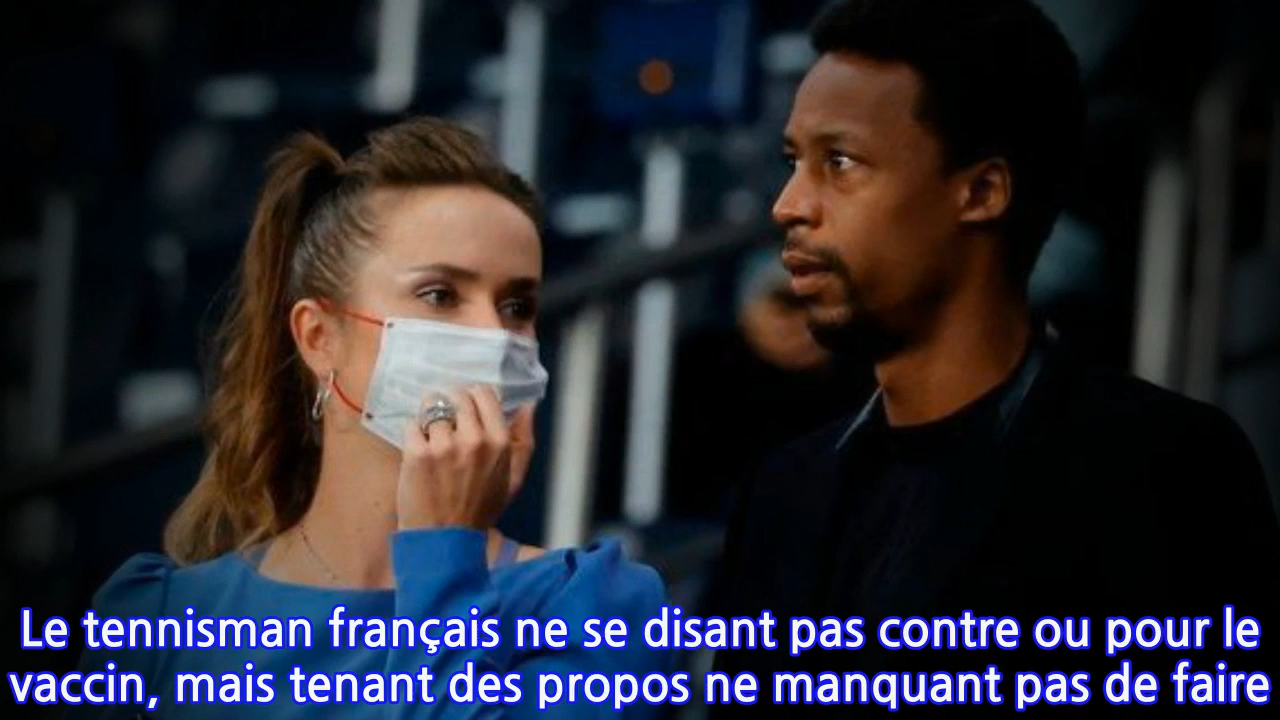 Le tennisman français ne se disant pas contre ou pour le
vaccin, mais tenant des propos ne manquant pas de faire